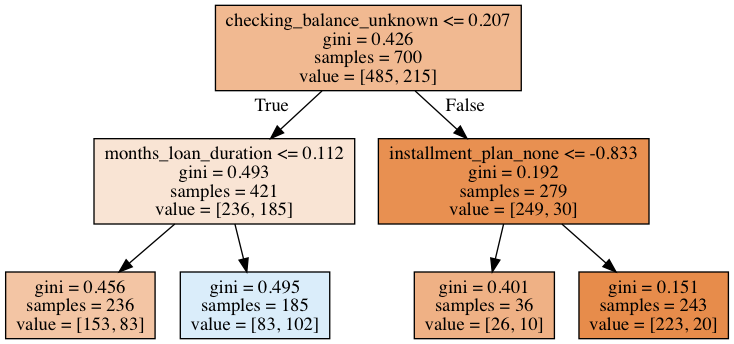 checking_balance_unknown <= 0.207
gini = 0.426
samples = 700
value = [485, 215]
True
False
months_loan_duration <= 0.112
gini = 0.493
samples = 421
value = [236, 185]
installment_plan_none <= -0.833
gini = 0.192
samples = 279
value = [249, 30]
gini = 0.456
samples = 236
value = [153, 83]
gini = 0.495
samples = 185
value = [83, 102]
gini = 0.401
samples = 36
value = [26, 10]
gini = 0.151
samples = 243
value = [223, 20]